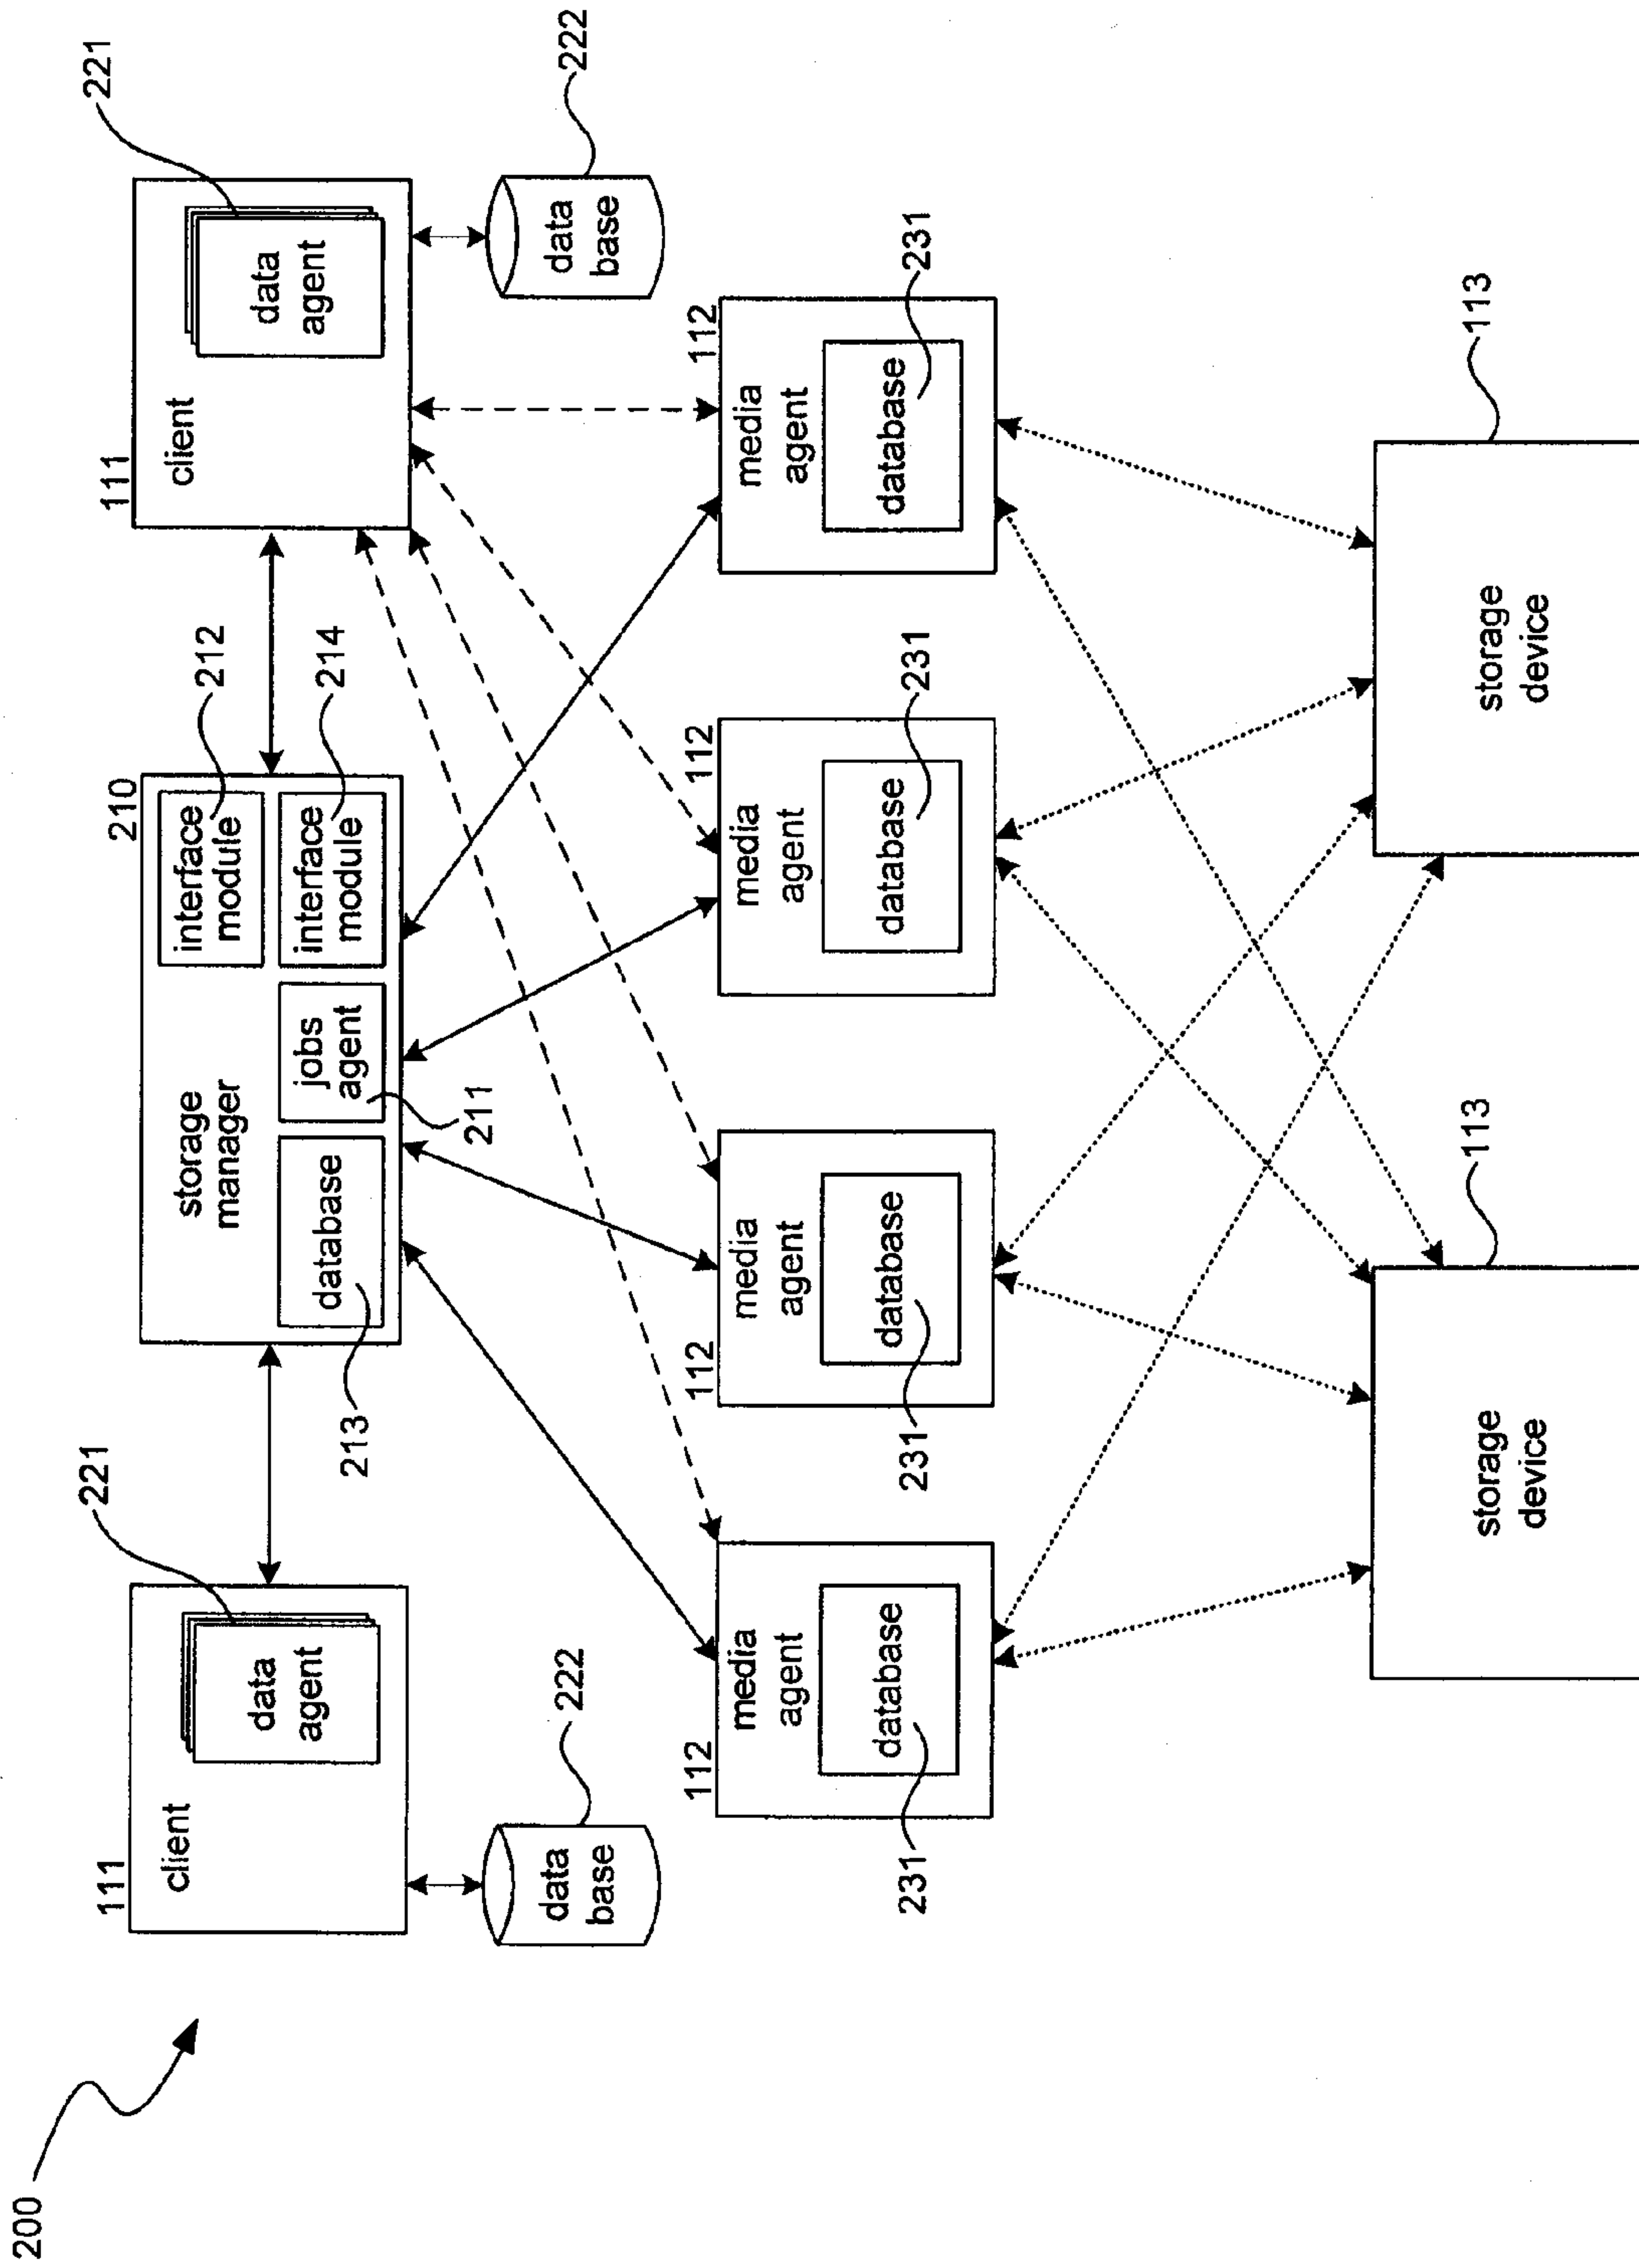 200
111
client
data
agent
221
data
base
222
210
storage
manager
database
213
jobs
agent
211
interface
module
212
interface
module
214
111
client
data
agent
221
data
base
222
112
media
agent
database
231
112
media
agent
database
231
112
media
agent
database
231
112
media
agent
database
231
storage
device
113
storage
device
113